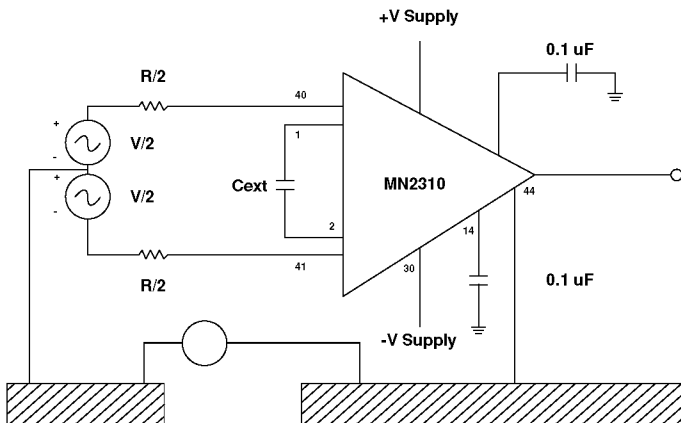 +V Supply
0.1 uF
R/2
40
+
-
V/2
1
Cext
MN2310
+
-
V/2
44
2
14
R/2
41
30
0.1 uF
-V Supply